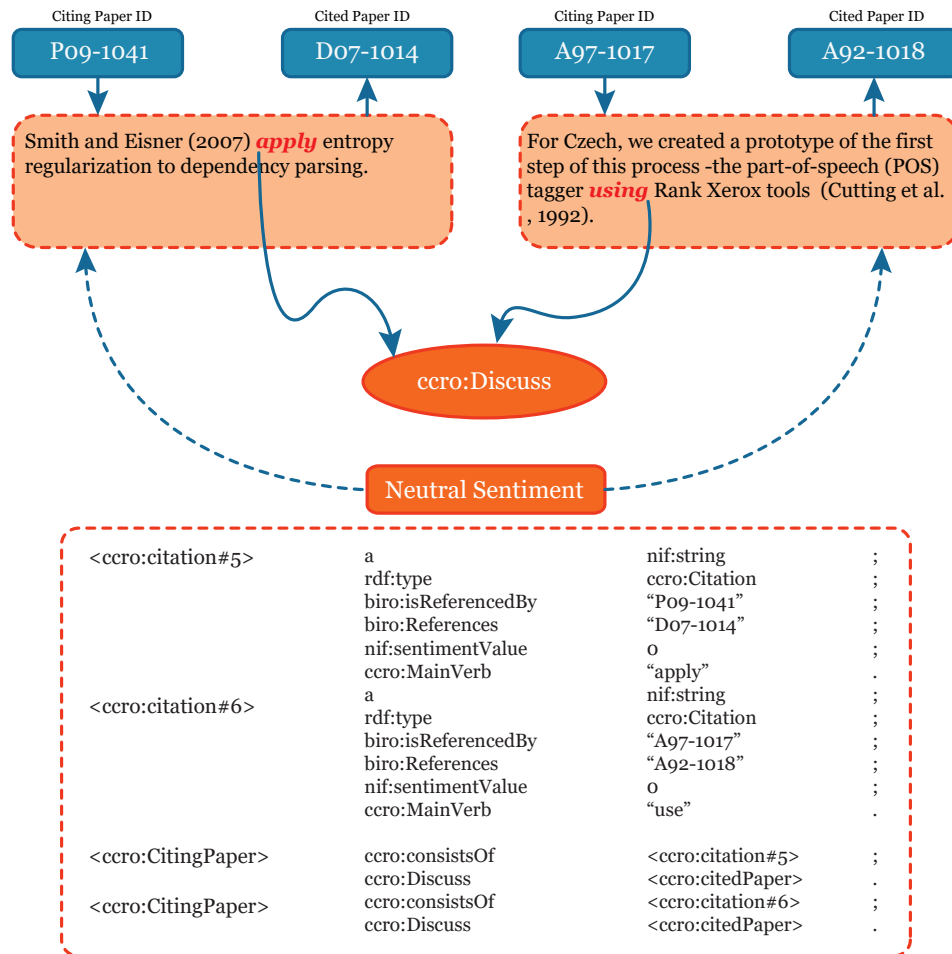 Citing Paper ID
Cited Paper ID
Citing Paper ID
Cited Paper ID
P09-1041
D07-1014
A97-1017
A92-1018
Smith and Eisner (2007) apply entropy
regularization to dependency parsing.
For Czech, we created a prototype of the first
step of this process -the part-of-speech (POS)
tagger using Rank Xerox tools (Cutting et al.
, 1992).
ccro:Discuss
Neutral Sentiment
<ccro:citation#5> a nif:string ;
rdf:type ccro:Citation ;
biro:isReferencedBy “P09-1041” ;
biro:References “D07-1014” ;
nif:sentimentValue 0 ;
ccro:MainVerb “apply” .
<ccro:citation#6> a nif:string ;
rdf:type ccro:Citation ;
biro:isReferencedBy “A97-1017” ;
biro:References “A92-1018” ;
nif:sentimentValue 0 ;
ccro:MainVerb “use” .
<ccro:CitingPaper> ccro:consistsOf <ccro:citation#5> ;
ccro:Discuss <ccro:citedPaper> .
<ccro:CitingPaper> ccro:consistsOf <ccro:citation#6> ;
ccro:Discuss <ccro:citedPaper> .